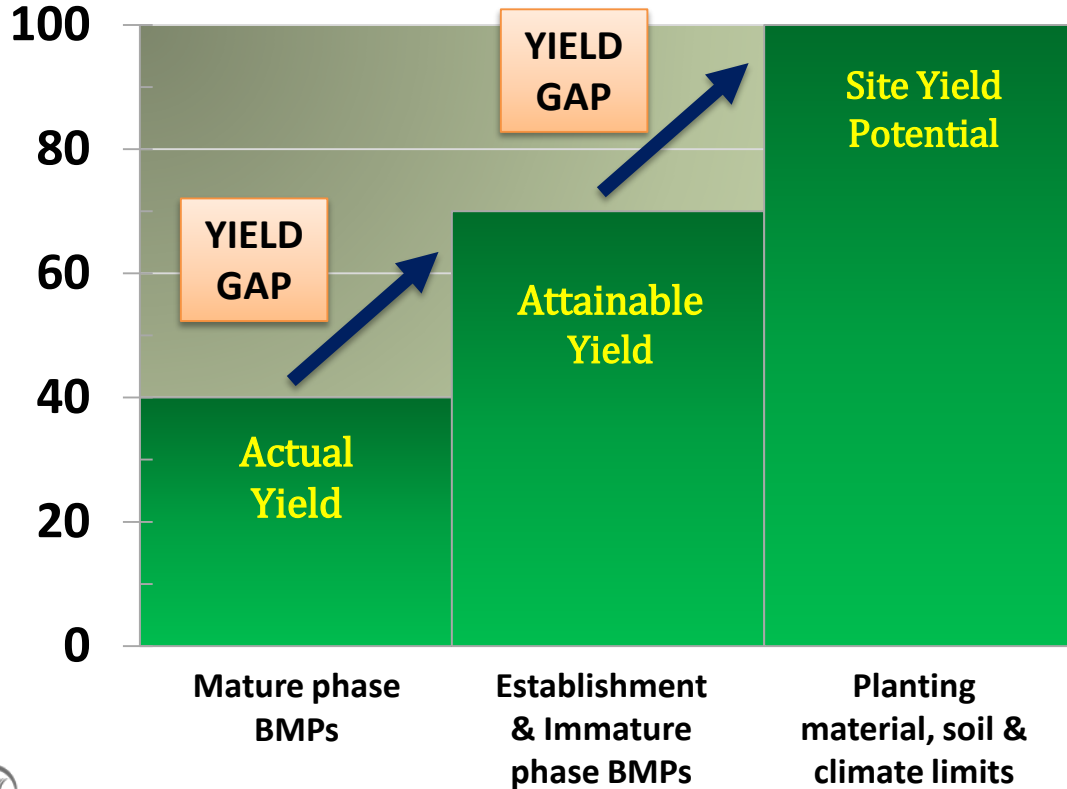 100
80
60
40
20
0
YIELD
GAP
YIELD
GAP
Actual
Yield
Attainable
Yield
Site Yield
Potential
Mature phase
BMPs
Establishment
& Immature
phase BMPs
Planting
material, soil &
climate limits